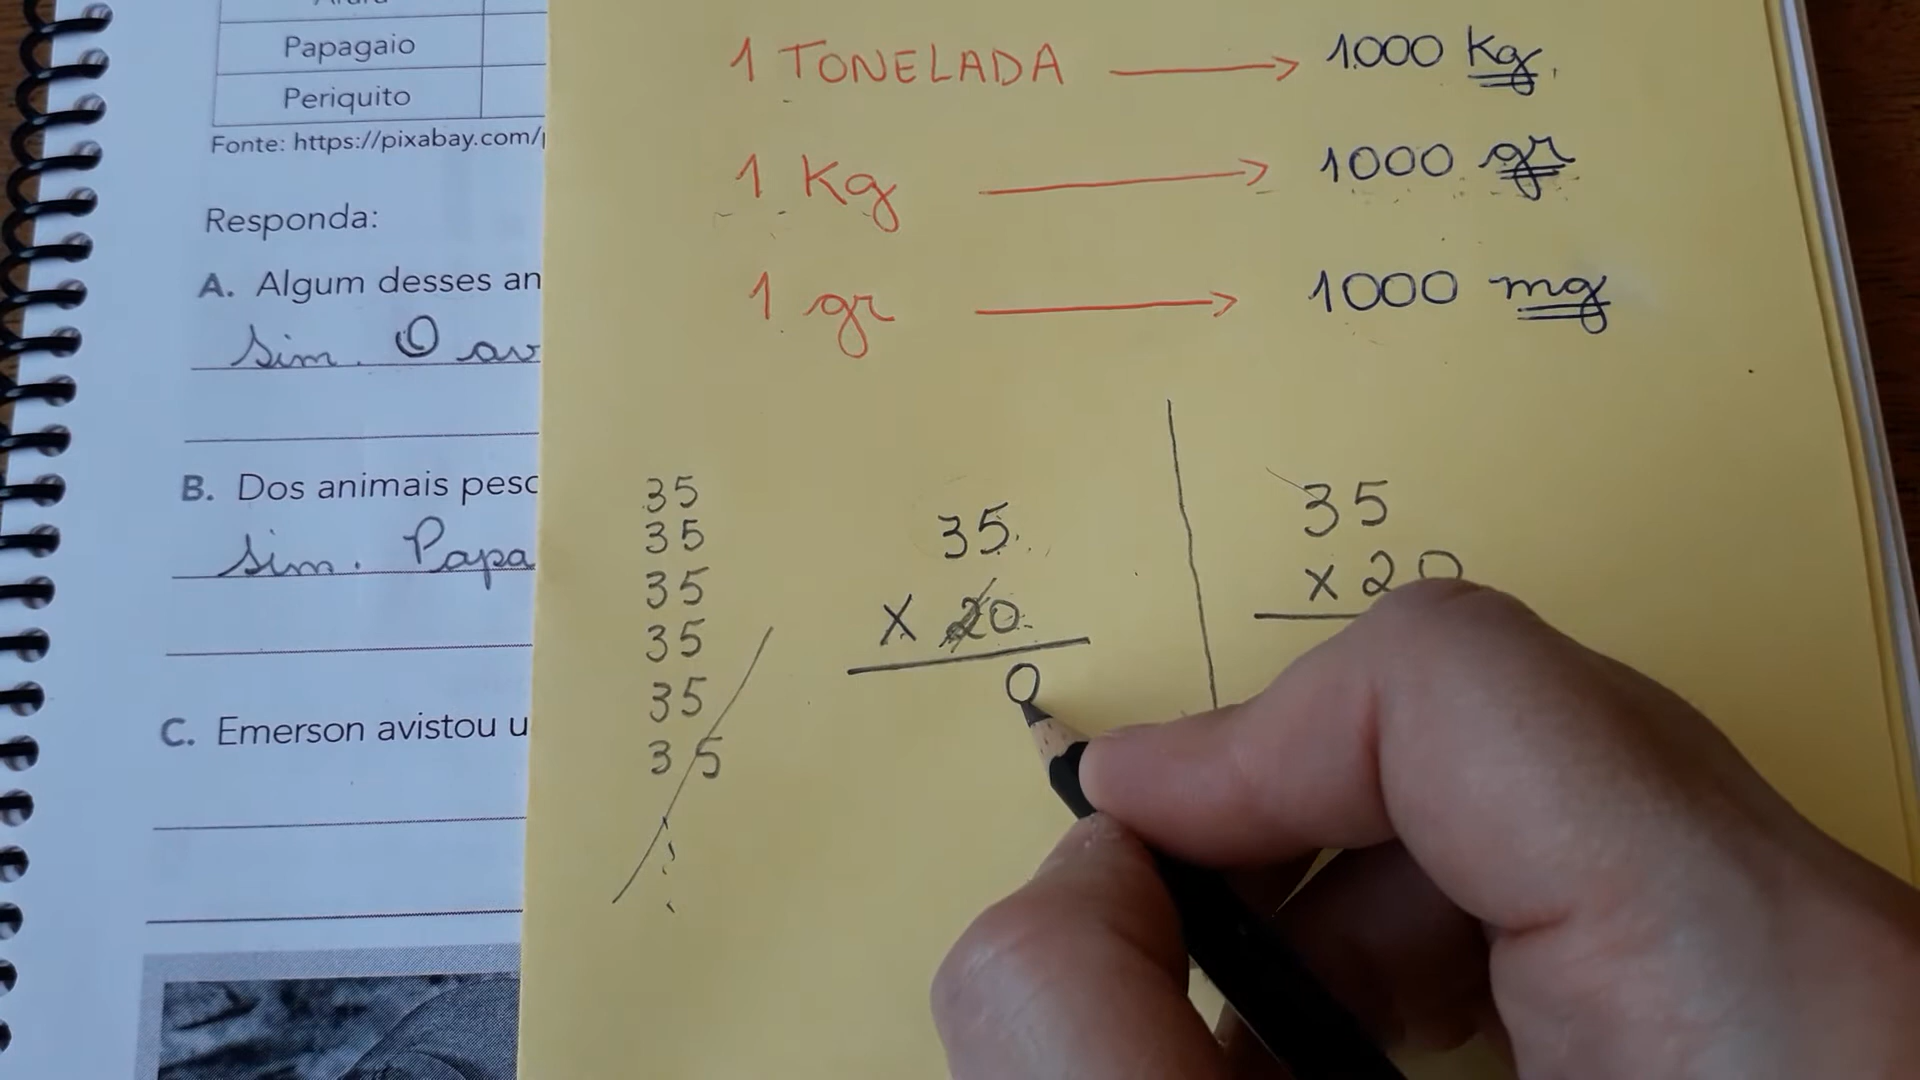 Papagaio
Periquito
Fonte: https://pixabay.com/
Responda:
A. Algum desses an
Sim. O av
B. Dos animais pesc
Sim. Papa
C. Emerson avistou u
1 TONELADA → 1000 Kg
1 Kg → 1000 gr
1 gr → 1000 mg
35
35
35
35
35
35
35
X 20
0
35
X 20